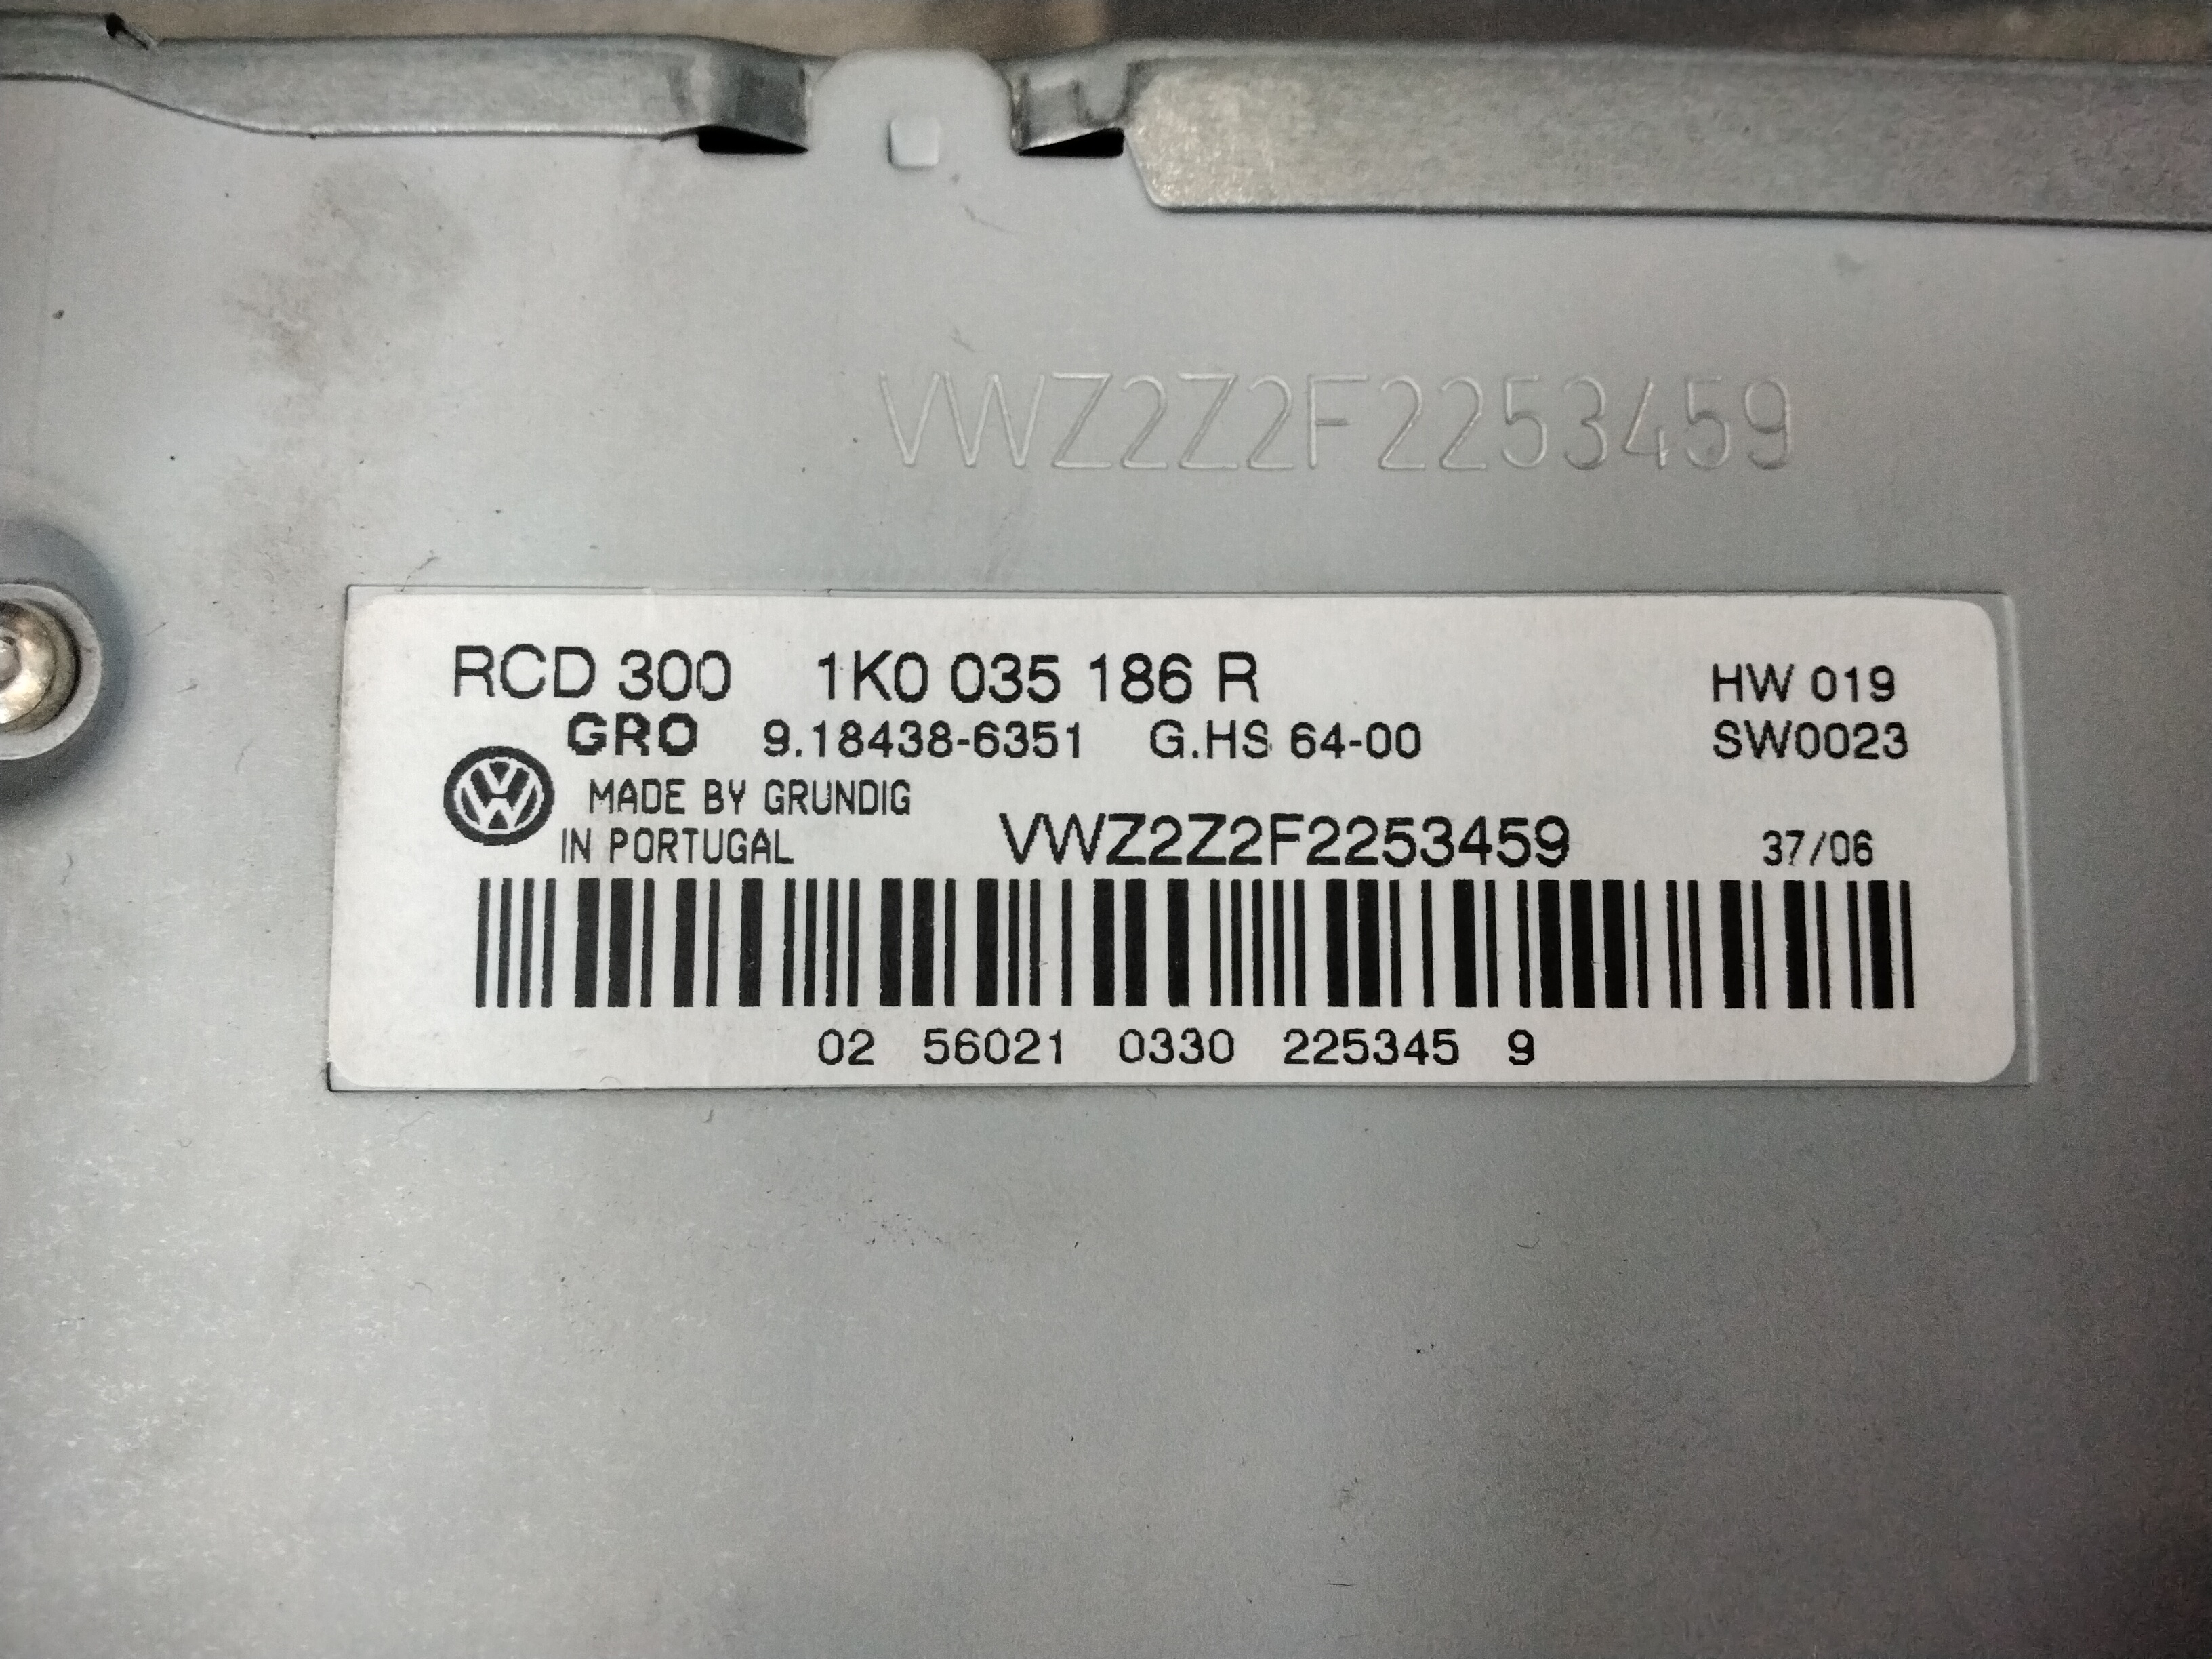 VWZ2Z2F2253459
RCD 300 1K0 035 186 R HW 019
GRO 9.18438-6351 G.HS 64-00 SW0023
MADE BY GRUNDIG
IN PORTUGAL VWZ2Z2F2253459 37/06
02 56021 0330 225345 9